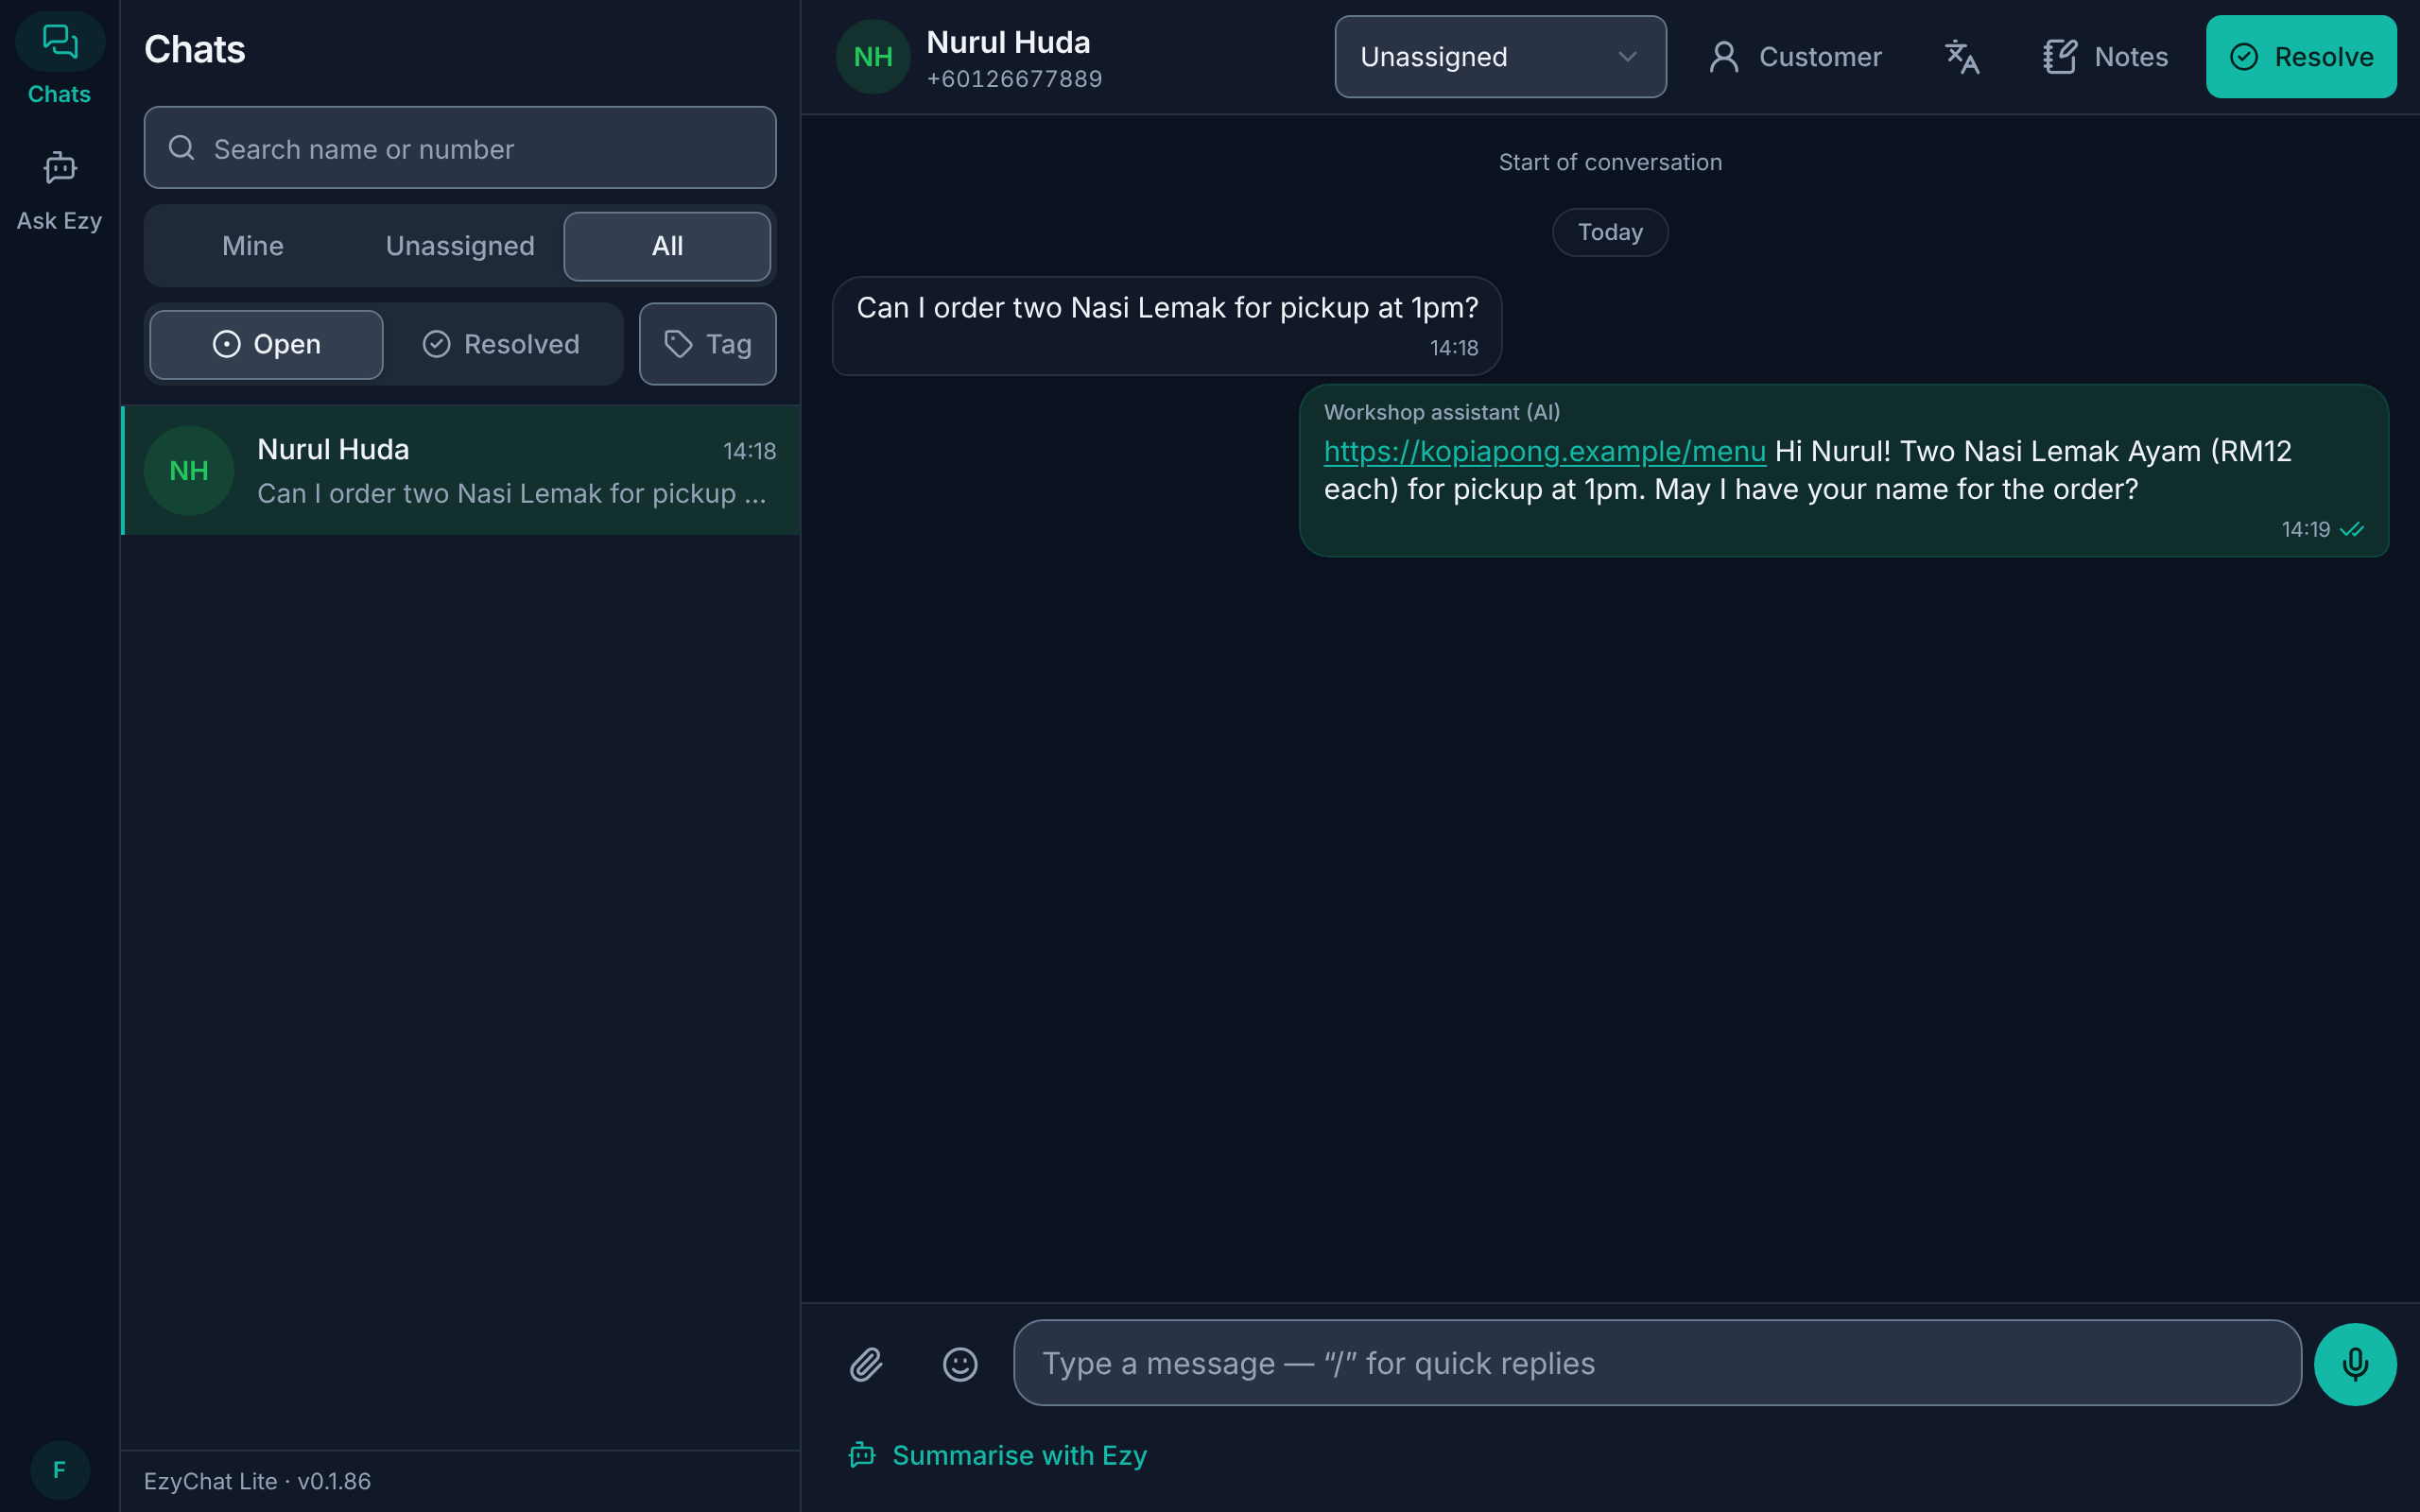 Chats
Ask Ezy
F
Chats
Search name or number
Mine Unassigned All
Open Resolved Tag
NH
Nurul Huda 14:18
Can I order two Nasi Lemak for pickup ...
EzyChat Lite · v0.1.86
NH
Nurul Huda
+60126677889
Unassigned
Customer
Notes
Resolve
Start of conversation
Today
Can I order two Nasi Lemak for pickup at 1pm?
14:18
Workshop assistant (AI)
https://kopiapong.example/menu Hi Nurul! Two Nasi Lemak Ayam (RM12
each) for pickup at 1pm. May I have your name for the order?
14:19
Type a message — “/” for quick replies
Summarise with Ezy